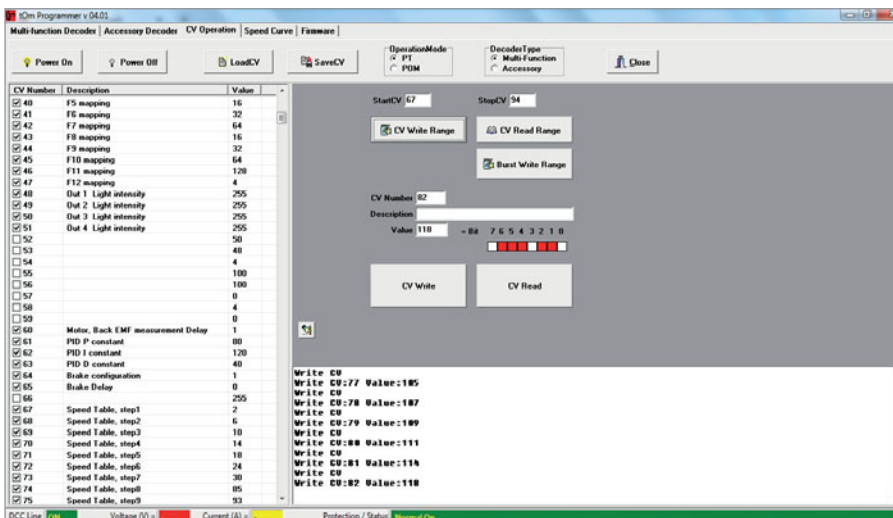 tOm Programmer v 04.01
Multi-function Decoder Accessory Decoder CV Operation Speed Curve Firmware
Power On Power Off LoadCV SaveCV OperationMode PT POM DecoderType Multi-Function Accessory Close
CV Number Description Value
40 F5 mapping 16
41 F6 mapping 32
42 F7 mapping 64
43 F8 mapping 16
44 F9 mapping 32
45 F10 mapping 64
46 F11 mapping 128
47 F12 mapping 4
48 Out 1 Light intensity 255
49 Out 2 Light intensity 255
50 Out 3 Light intensity 255
51 Out 4 Light intensity 255
52 50
53 48
54 4
55 100
56 100
57 0
58 4
59 0
60 Motor, Back EMF measurement Delay 1
61 PID P constant 80
62 PID I constant 120
63 PID D constant 40
64 Brake configuration 1
65 Brake Delay 0
66 255
67 Speed Table, step1 2
68 Speed Table, step2 6
69 Speed Table, step3 10
70 Speed Table, step4 14
71 Speed Table, step5 18
72 Speed Table, step6 24
73 Speed Table, step7 30
74 Speed Table, step8 85
75 Speed Table, step9 93
StartCV 67 StopCV 94
CV Write Range CV Read Range
Burst Write Range
CV Number 82
Description
Value 118 = Bit 7 6 5 4 3 2 1 0
CV Write CV Read
Write CV
Write CV:77 Value:105
Write CV
Write CV:78 Value:107
Write CV
Write CV:79 Value:109
Write CV
Write CV:80 Value:111
Write CV
Write CV:81 Value:114
Write CV
Write CV:82 Value:118
DCC Line ON Voltage (V) = Current (A) = Protection / Status Normal On